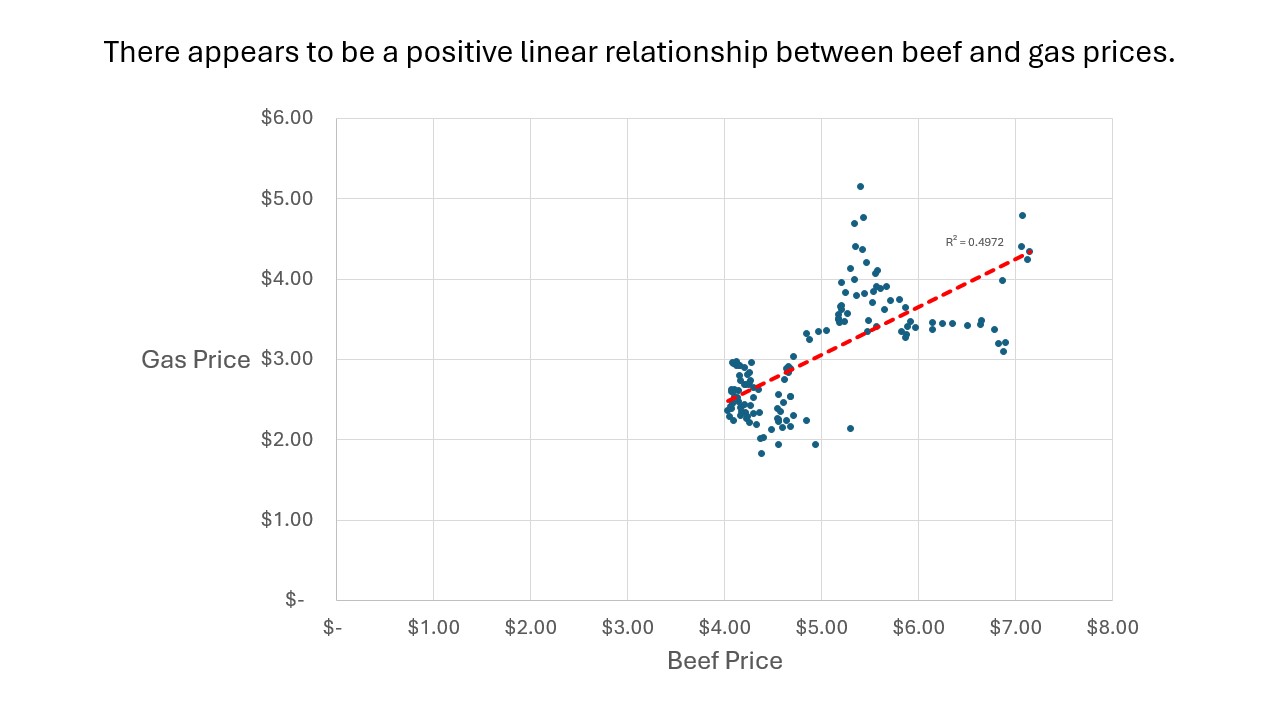 There appears to be a positive linear relationship between beef and gas prices.
$6.00
$5.00
R² = 0.4972
$4.00
Gas Price
$3.00
$2.00
$1.00
$-
$- $1.00 $2.00 $3.00 $4.00 $5.00 $6.00 $7.00 $8.00
Beef Price